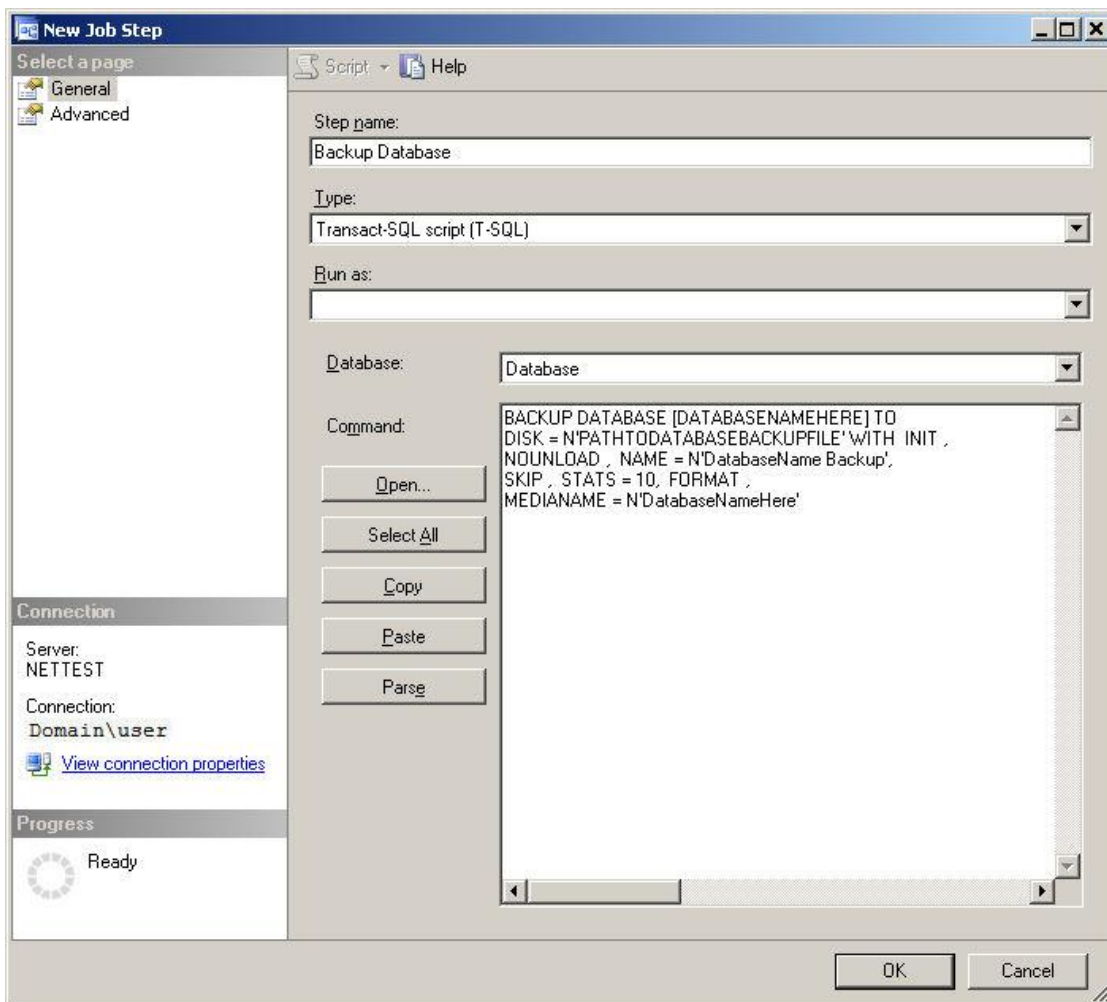 New Job Step
Select a page
General
Advanced
Script
Help
Step name:
Backup Database
Type:
Transact-SQL script (T-SQL)
Run as:
Database:
Database
Command:
BACKUP DATABASE [DATABASENAMEHERE] TO
DISK = N'PATHTODATABASEBACKUPFILE' WITH  INIT ,
NOUNLOAD ,  NAME = N'DatabaseName Backup',
SKIP ,  STATS = 10,  FORMAT ,
MEDIANAME = N'DatabaseNameHere'
Open...
Select All
Copy
Paste
Parse
Connection
Server:
NETTEST
Connection:
Domain\user
View connection properties
Progress
Ready
OK
Cancel